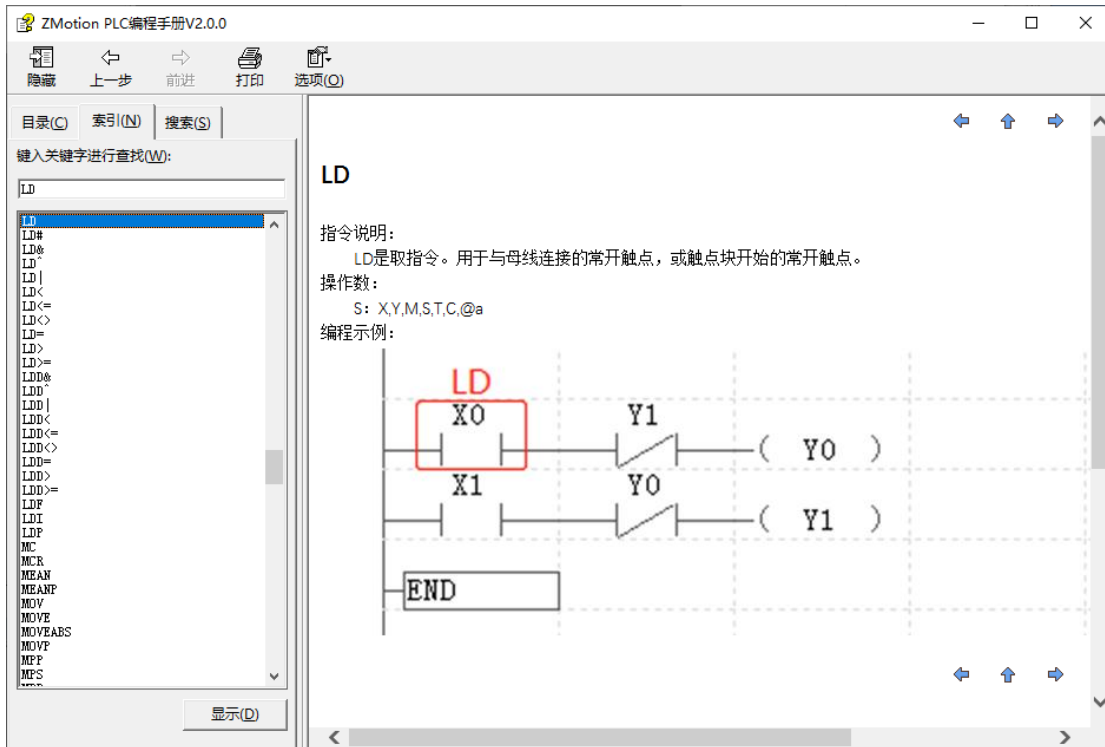 ZMotion PLC编程手册V2.0.0
隐藏 上一步 前进 打印 选项(O)
目录(C) 索引(N) 搜索(S)
键入关键字进行查找(W):
LD
LD
LD#
LD&
LD^
LD|
LD<
LD<=
LD<>
LD=
LD>
LD>=
LDD&
LDD^
LDD|
LDD<
LDD<=
LDD<>
LDD=
LDD>
LDD>=
LDF
LDI
LDP
MC
MCR
MEAN
MEANP
MOV
MOVE
MOVEABS
MOVP
MPP
MPS
显示(D)
LD
指令说明：
LD是取指令。用于与母线连接的常开触点，或触点块开始的常开触点。
操作数：
S：X,Y,M,S,T,C,@a
编程示例：
LD
X0 Y1
( Y0 )
X1 Y0
( Y1 )
END